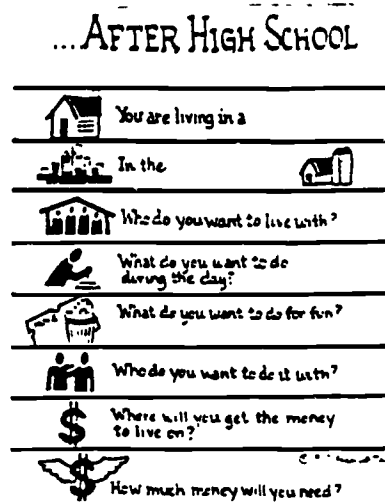 ...AFTER HIGH SCHOOL
You are living in a
In the
Who do you want to live with?
What do you want to do
during the day?
What do you want to do for fun?
Who do you want to do it with?
Where will you get the money
to live on?
How much money will you need?